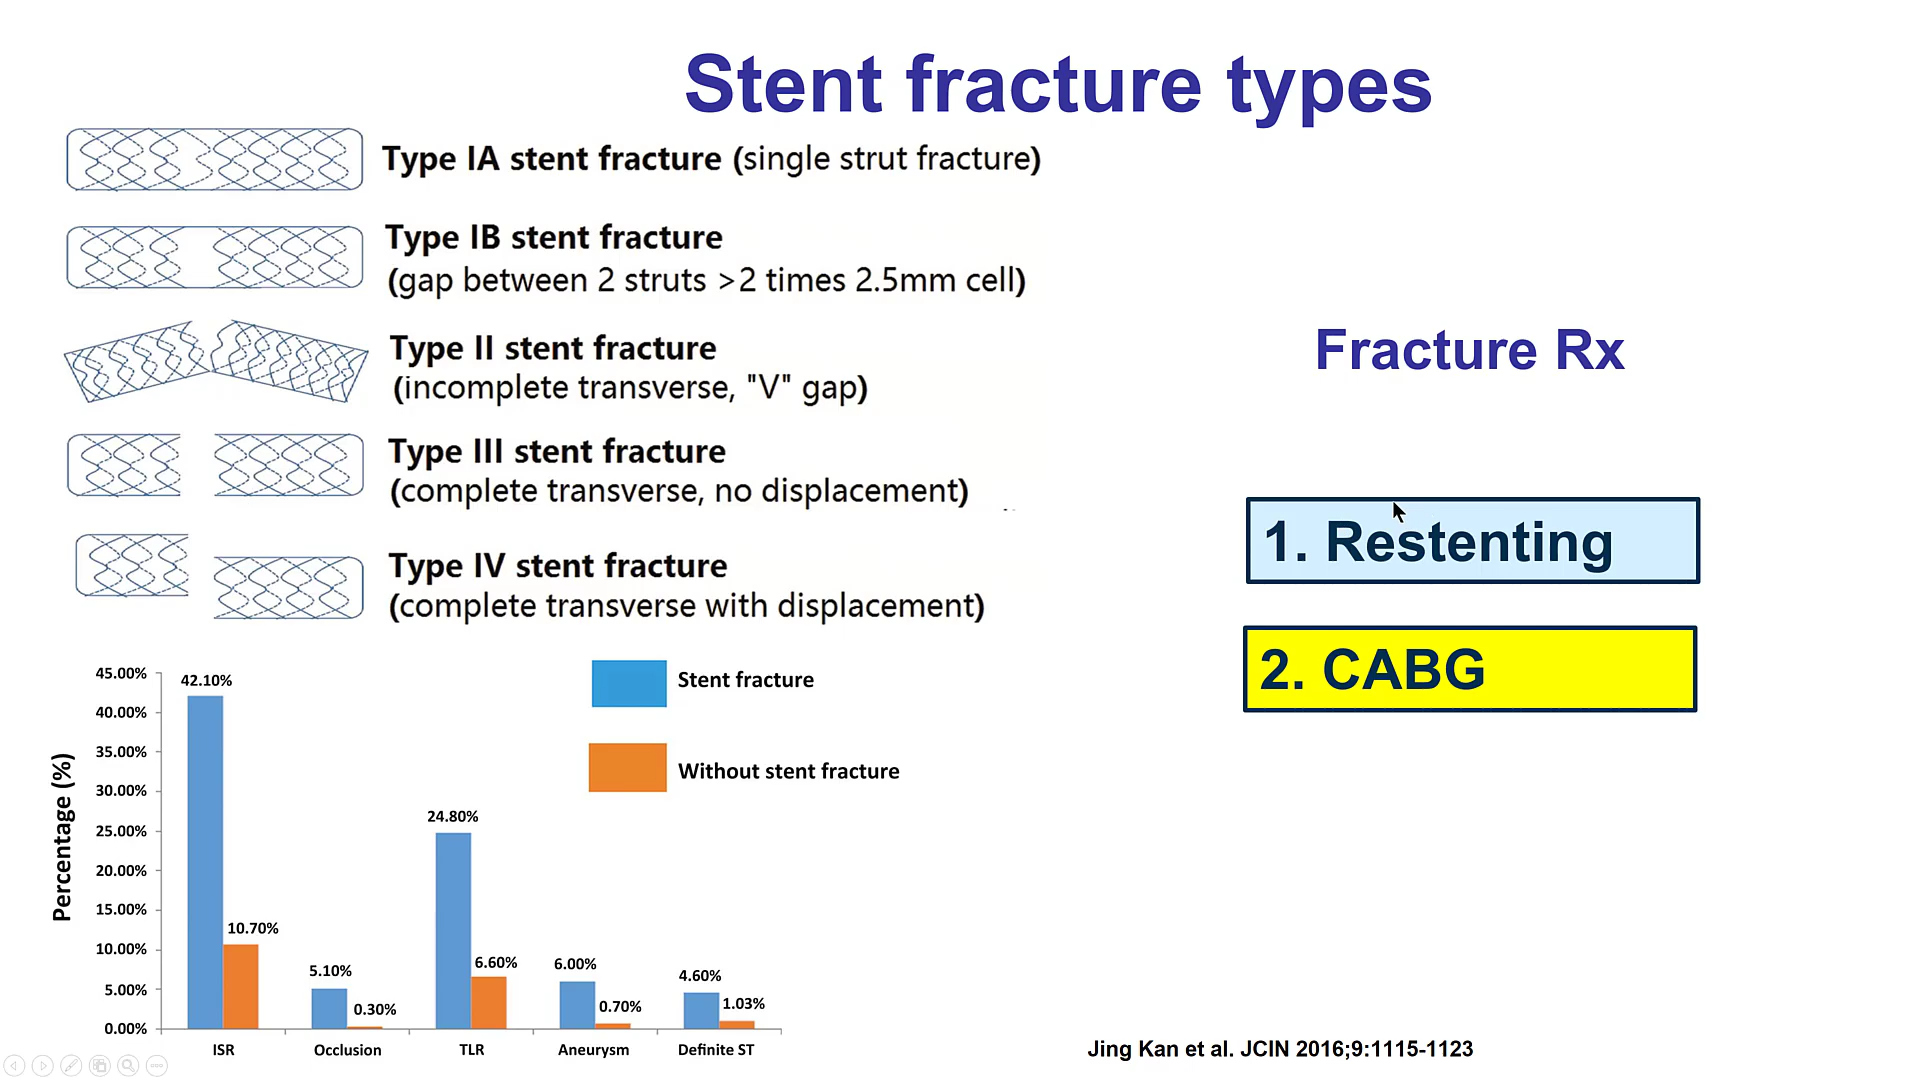 Stent fracture types
Type IA stent fracture (single strut fracture)
Type IB stent fracture
(gap between 2 struts >2 times 2.5mm cell)
Type II stent fracture
(incomplete transverse, "V" gap)
Type III stent fracture
(complete transverse, no displacement)
Type IV stent fracture
(complete transverse with displacement)
Fracture Rx
1. Restenting
2. CABG
Stent fracture
Without stent fracture
Percentage (%)
45.00%
40.00%
35.00%
30.00%
25.00%
20.00%
15.00%
10.00%
5.00%
0.00%
42.10%
10.70%
5.10%
0.30%
24.80%
6.60%
6.00%
0.70%
4.60%
1.03%
ISR
Occlusion
TLR
Aneurysm
Definite ST
Jing Kan et al. JCIN 2016;9:1115-1123